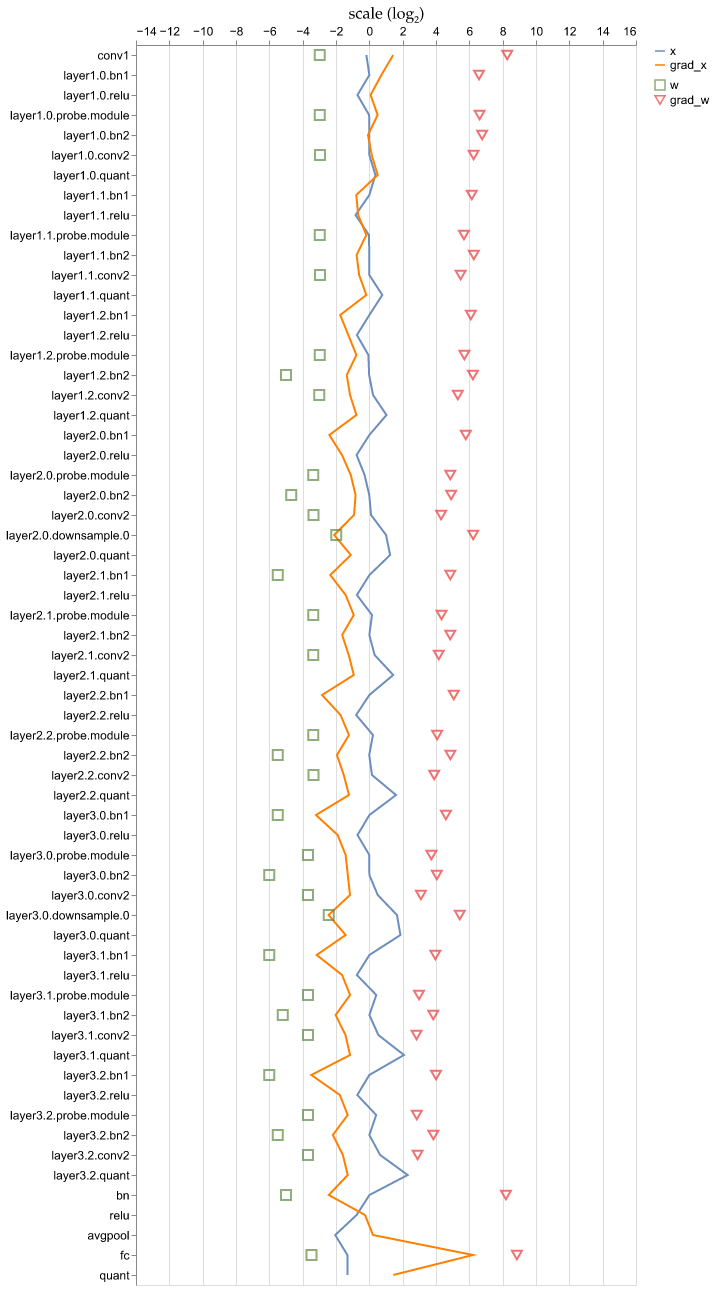 scale (log₂)
−14 −12 −10 −8 −6 −4 −2 0 2 4 6 8 10 12 14 16
x
grad_x
w
grad_w
conv1
layer1.0.bn1
layer1.0.relu
layer1.0.probe.module
layer1.0.bn2
layer1.0.conv2
layer1.0.quant
layer1.1.bn1
layer1.1.relu
layer1.1.probe.module
layer1.1.bn2
layer1.1.conv2
layer1.1.quant
layer1.2.bn1
layer1.2.relu
layer1.2.probe.module
layer1.2.bn2
layer1.2.conv2
layer1.2.quant
layer2.0.bn1
layer2.0.relu
layer2.0.probe.module
layer2.0.bn2
layer2.0.conv2
layer2.0.downsample.0
layer2.0.quant
layer2.1.bn1
layer2.1.relu
layer2.1.probe.module
layer2.1.bn2
layer2.1.conv2
layer2.1.quant
layer2.2.bn1
layer2.2.relu
layer2.2.probe.module
layer2.2.bn2
layer2.2.conv2
layer2.2.quant
layer3.0.bn1
layer3.0.relu
layer3.0.probe.module
layer3.0.bn2
layer3.0.conv2
layer3.0.downsample.0
layer3.0.quant
layer3.1.bn1
layer3.1.relu
layer3.1.probe.module
layer3.1.bn2
layer3.1.conv2
layer3.1.quant
layer3.2.bn1
layer3.2.relu
layer3.2.probe.module
layer3.2.bn2
layer3.2.conv2
layer3.2.quant
bn
relu
avgpool
fc
quant